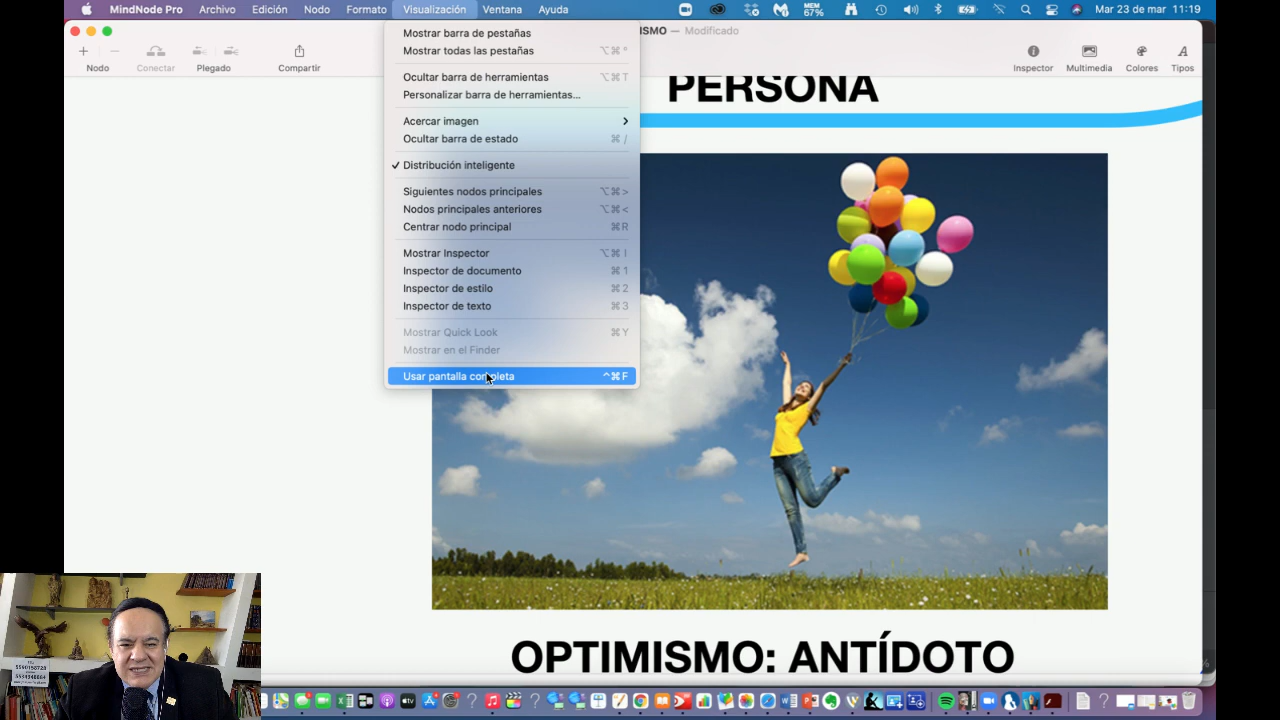 MindNode Pro Archivo Edición Nodo Formato Visualización Ventana Ayuda MEM 67% Mar 23 de mar 11:19
ISMO — Modificado
Nodo Conectar Plegado Compartir Inspector Multimedia Colores Tipos
Mostrar barra de pestañas
Mostrar todas las pestañas
Ocultar barra de herramientas ⌥⌘T
Personalizar barra de herramientas...
Acercar imagen
Ocultar barra de estado ⌘/
✓ Distribución inteligente
Siguientes nodos principales ⌥⌘>
Nodos principales anteriores ⌥⌘<
Centrar nodo principal ⌘R
Mostrar Inspector ⌥⌘I
Inspector de documento ⌘1
Inspector de estilo ⌘2
Inspector de texto ⌘3
Mostrar Quick Look ⌘Y
Mostrar en el Finder
Usar pantalla completa ^⌘F
PERSONA
OPTIMISMO: ANTÍDOTO